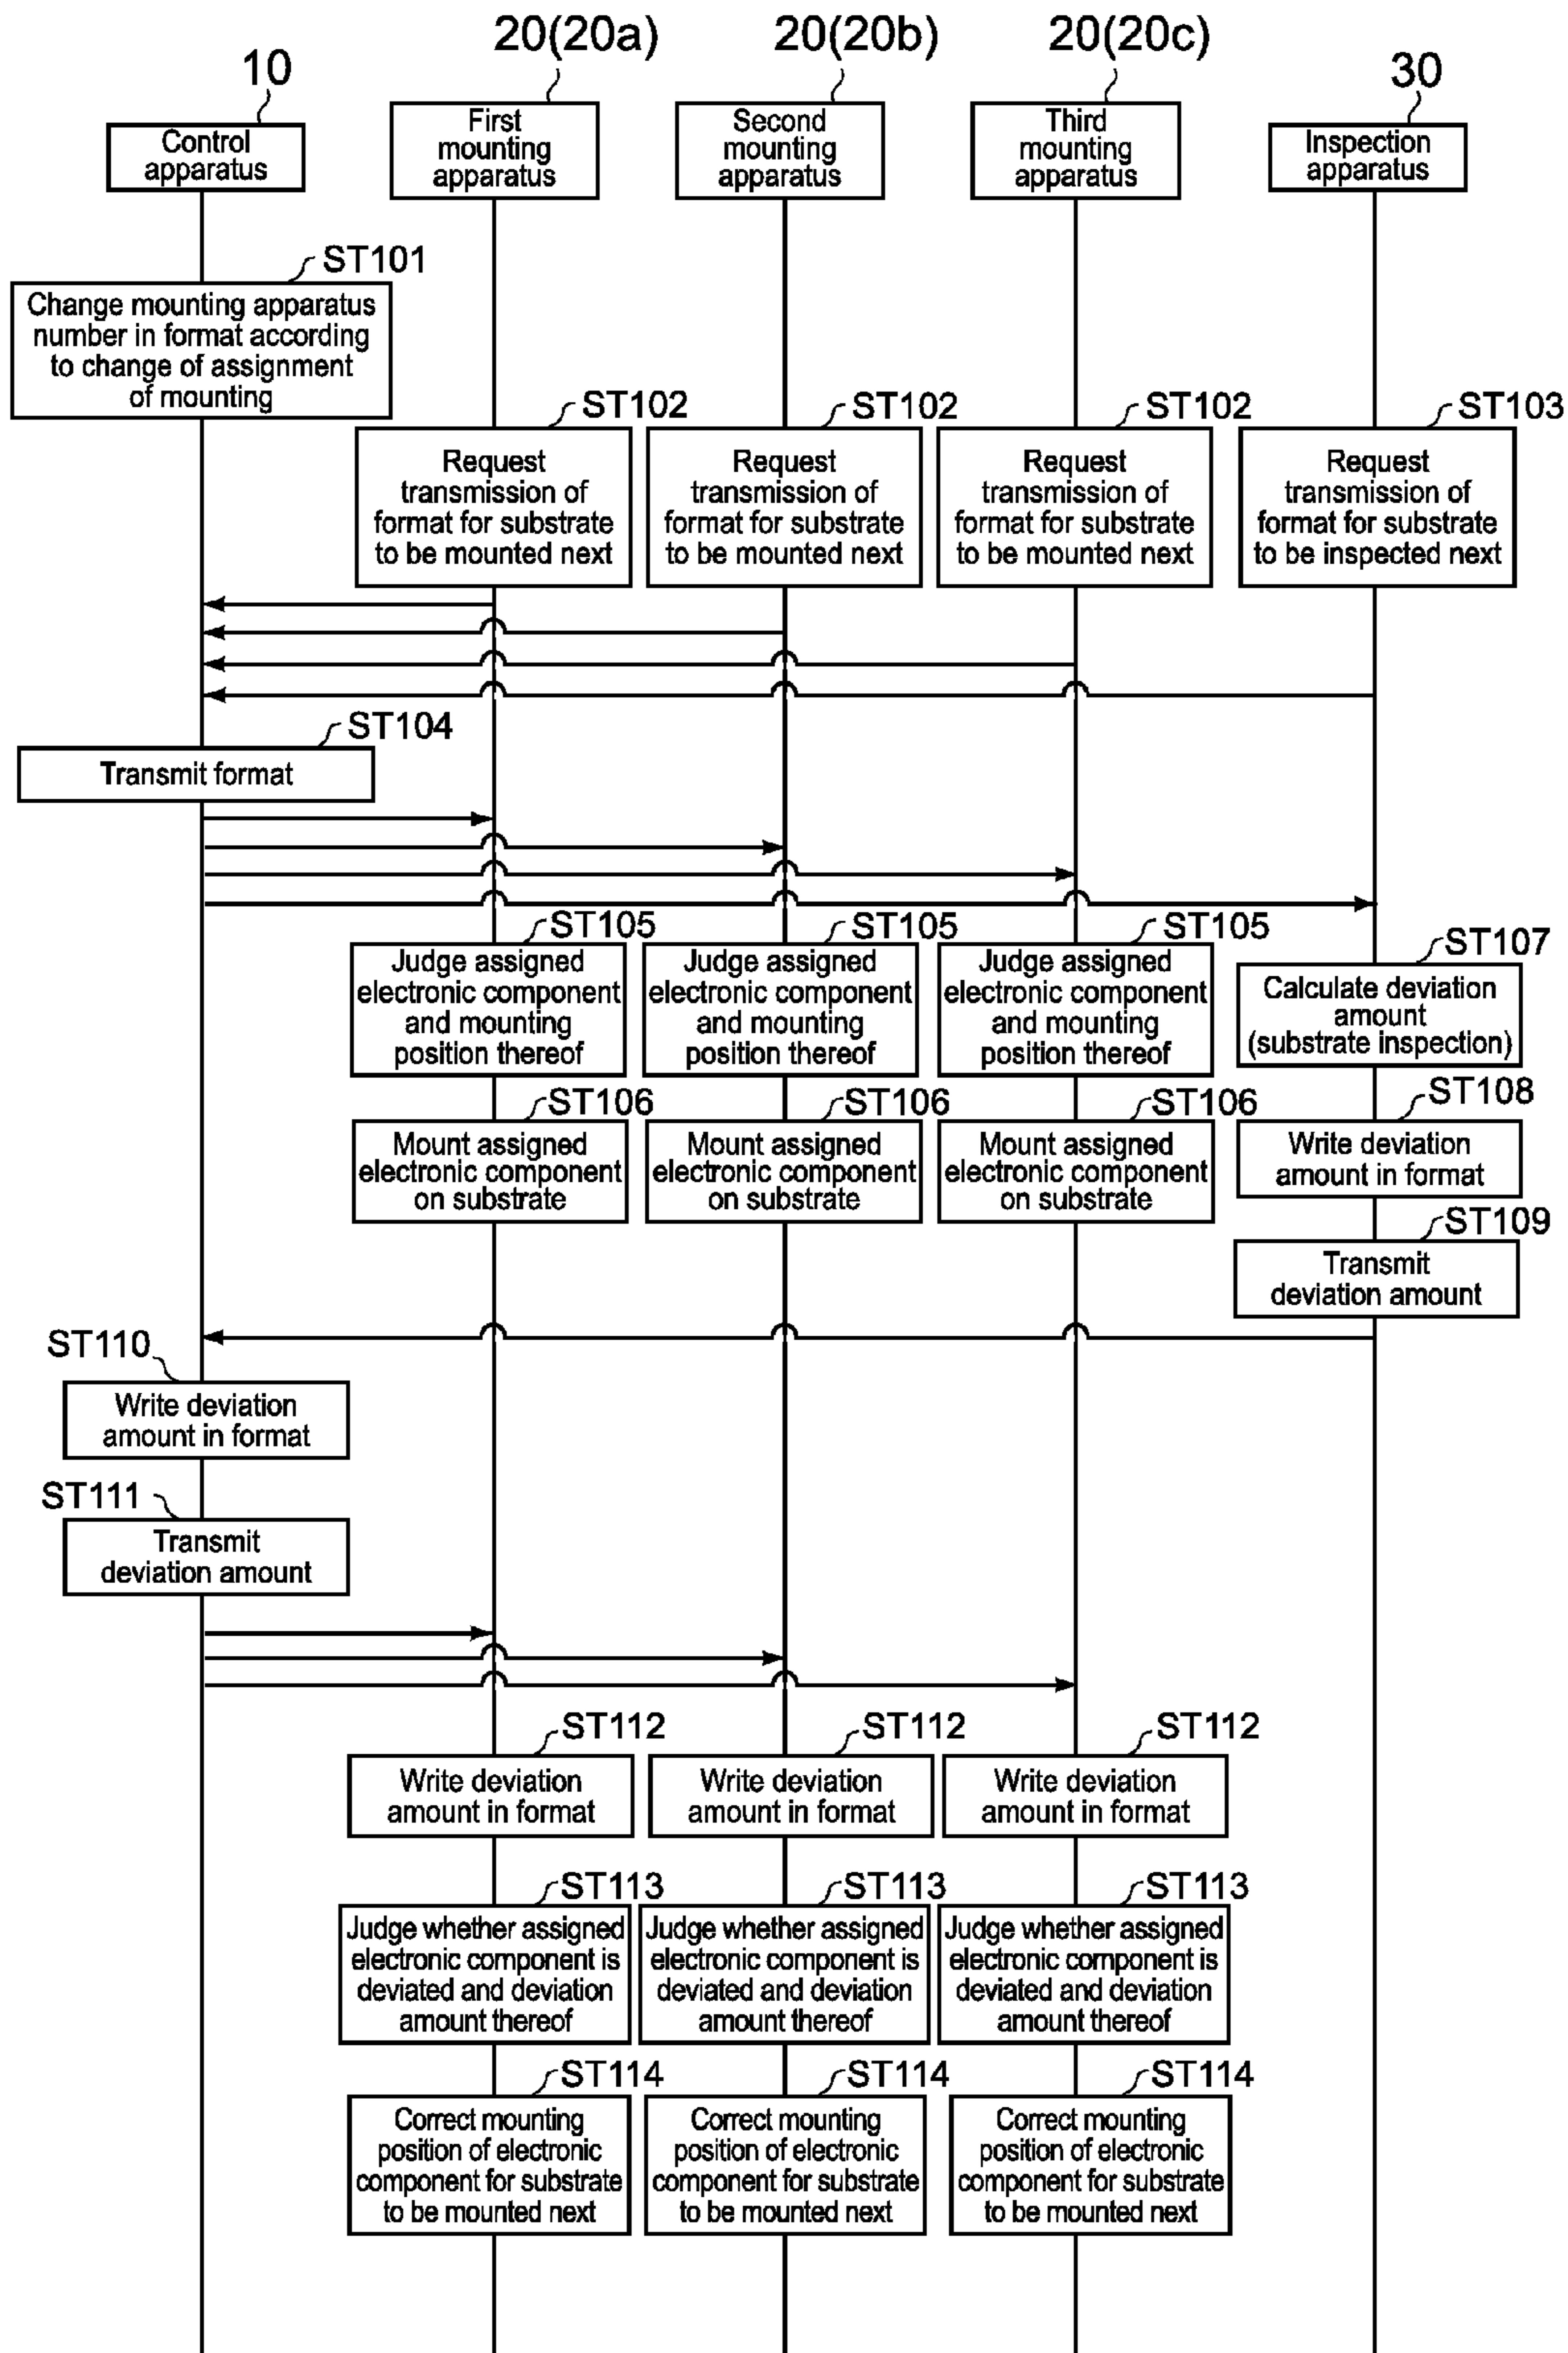 20(20a)
20(20b)
20(20c)
10
30
Control
apparatus
First
mounting
apparatus
Second
mounting
apparatus
Third
mounting
apparatus
Inspection
apparatus
ST101
Change mounting apparatus
number in format according
to change of assignment
of mounting
ST102
Request
transmission of
format for substrate
to be mounted next
ST102
Request
transmission of
format for substrate
to be mounted next
ST102
Request
transmission of
format for substrate
to be mounted next
ST103
Request
transmission of
format for substrate
to be inspected next
ST104
Transmit format
ST105
Judge assigned
electronic component
and mounting
position thereof
ST105
Judge assigned
electronic component
and mounting
position thereof
ST105
Judge assigned
electronic component
and mounting
position thereof
ST107
Calculate deviation
amount
(substrate inspection)
ST106
Mount assigned
electronic component
on substrate
ST106
Mount assigned
electronic component
on substrate
ST106
Mount assigned
electronic component
on substrate
ST108
Write deviation
amount in format
ST109
Transmit
deviation amount
ST110
Write deviation
amount in format
ST111
Transmit
deviation amount
ST112
Write deviation
amount in format
ST112
Write deviation
amount in format
ST112
Write deviation
amount in format
ST113
Judge whether assigned
electronic component is
deviated and deviation
amount thereof
ST113
Judge whether assigned
electronic component is
deviated and deviation
amount thereof
ST113
Judge whether assigned
electronic component is
deviated and deviation
amount thereof
ST114
Correct mounting
position of electronic
component for substrate
to be mounted next
ST114
Correct mounting
position of electronic
component for substrate
to be mounted next
ST114
Correct mounting
position of electronic
component for substrate
to be mounted next